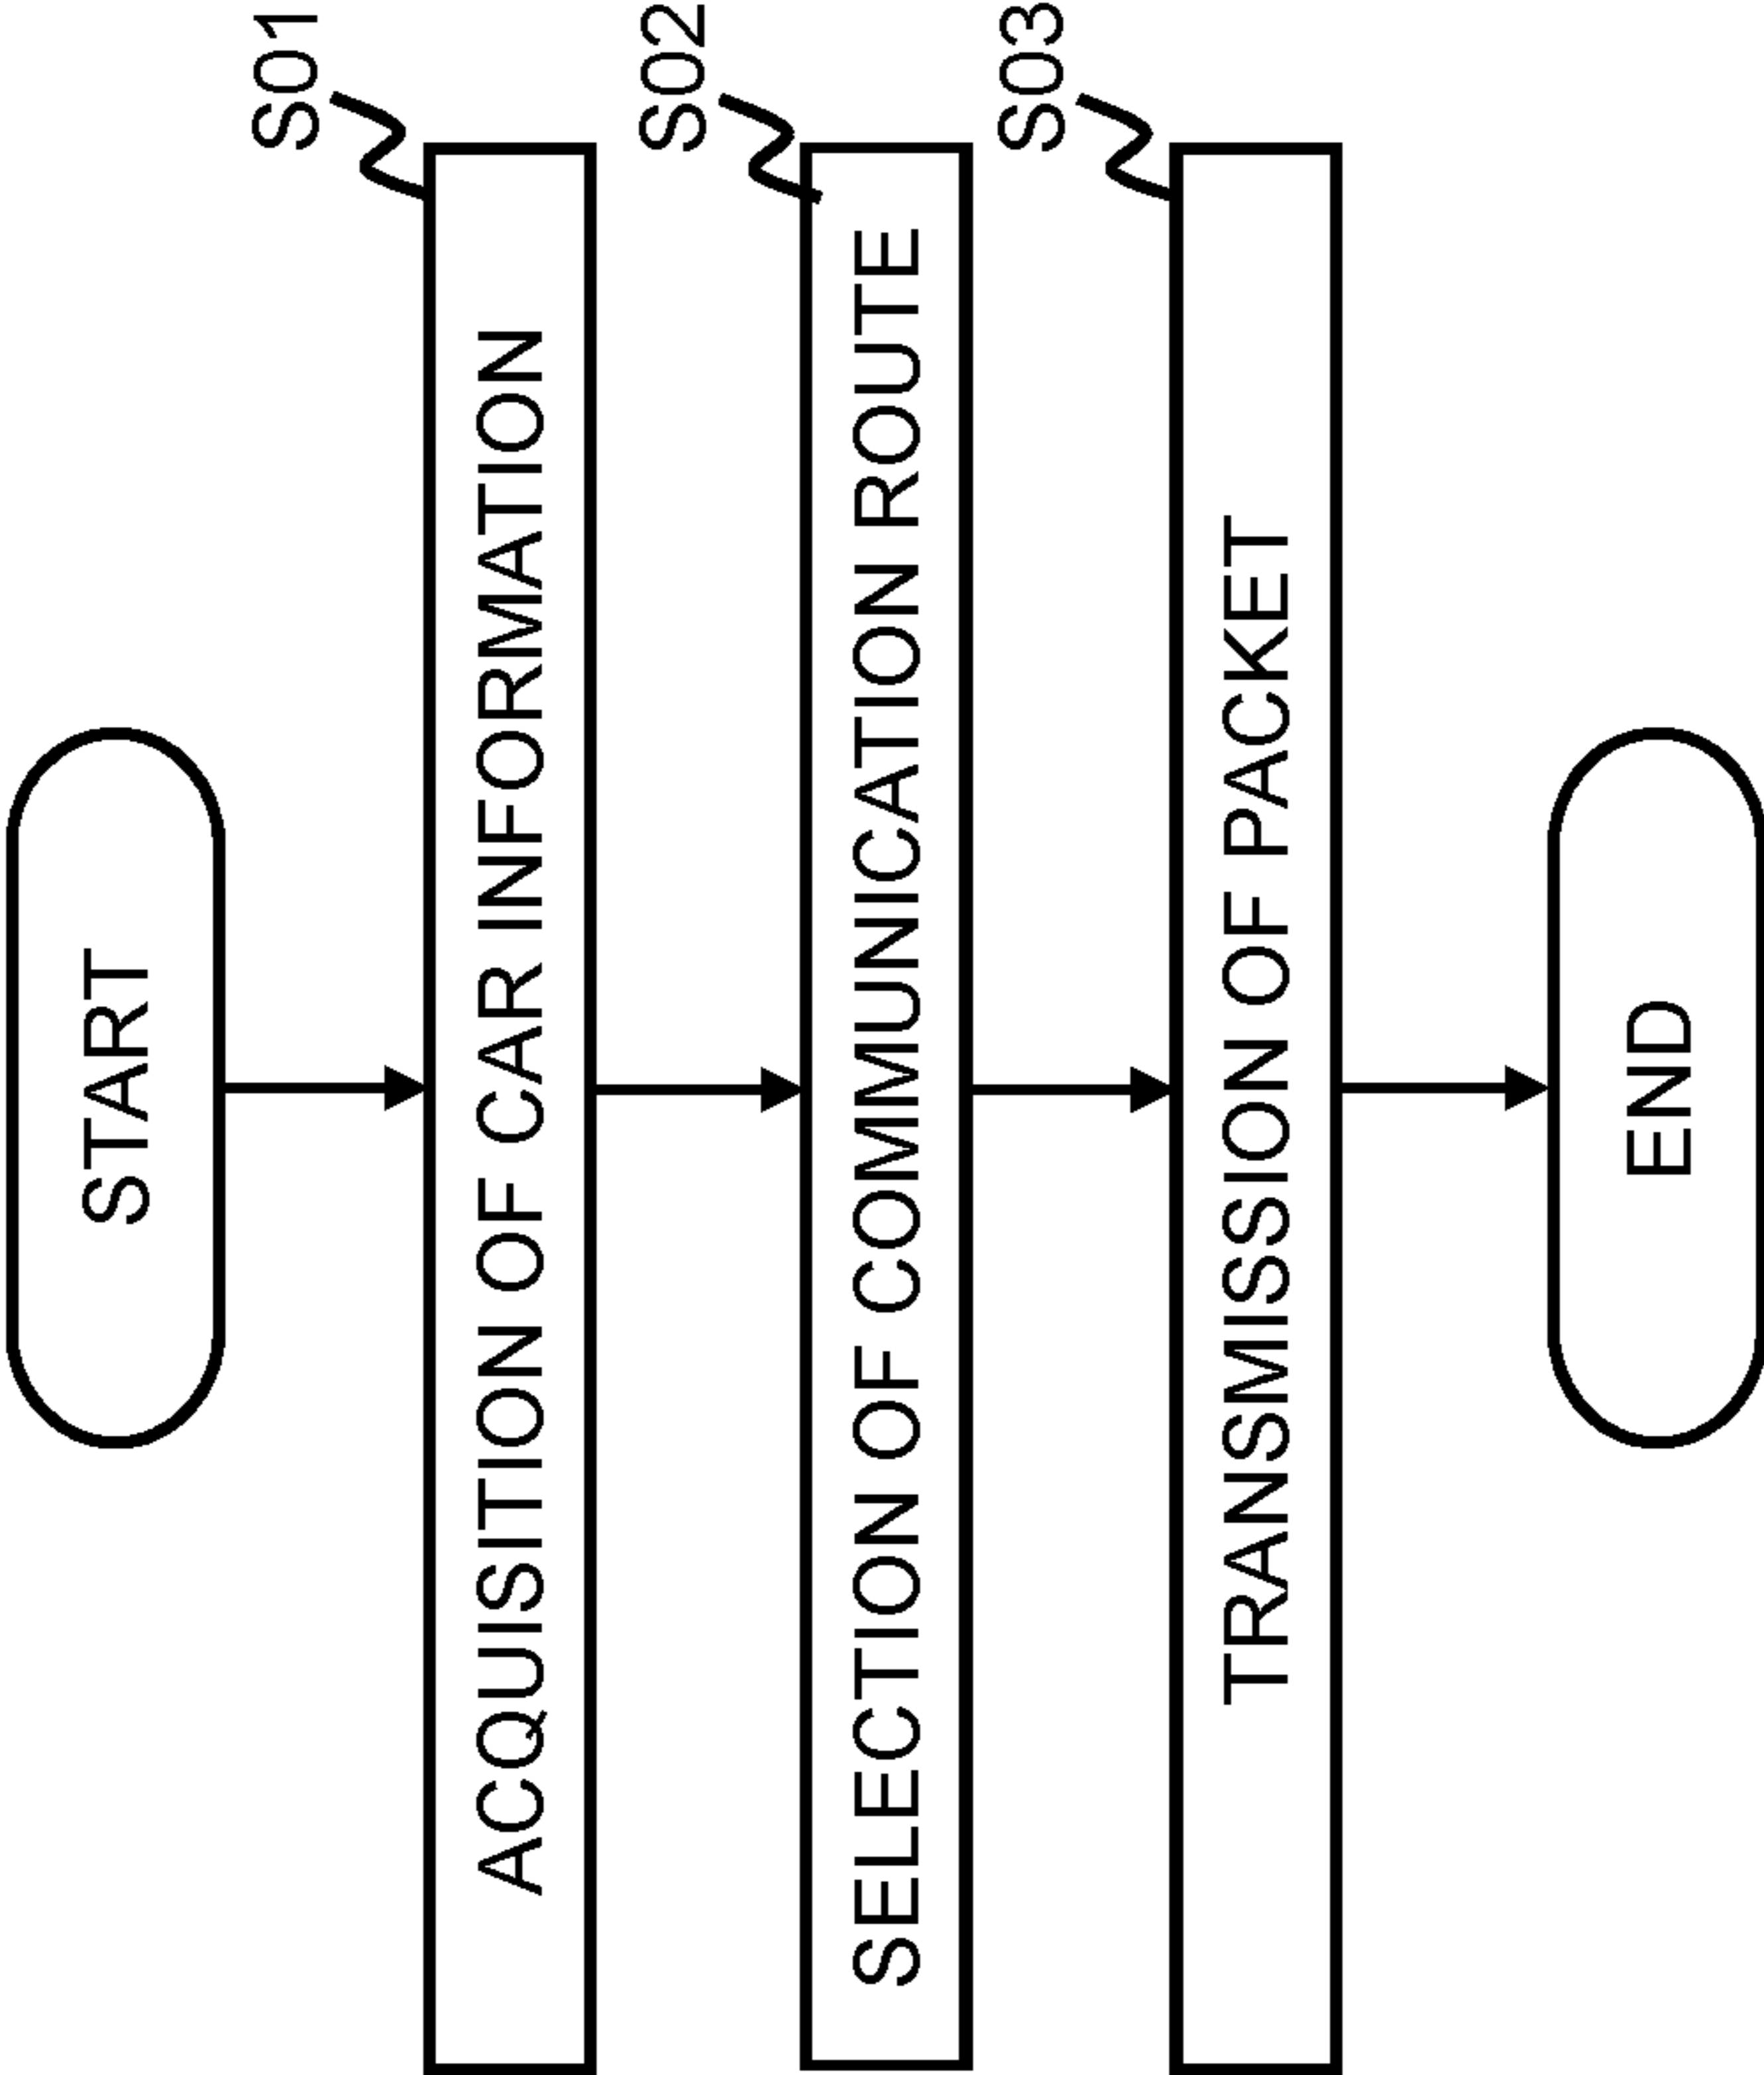 START
S01
ACQUISITION OF CAR INFORMATION
S02
SELECTION OF COMMUNICATION ROUTE
S03
TRANSMISSION OF PACKET
END